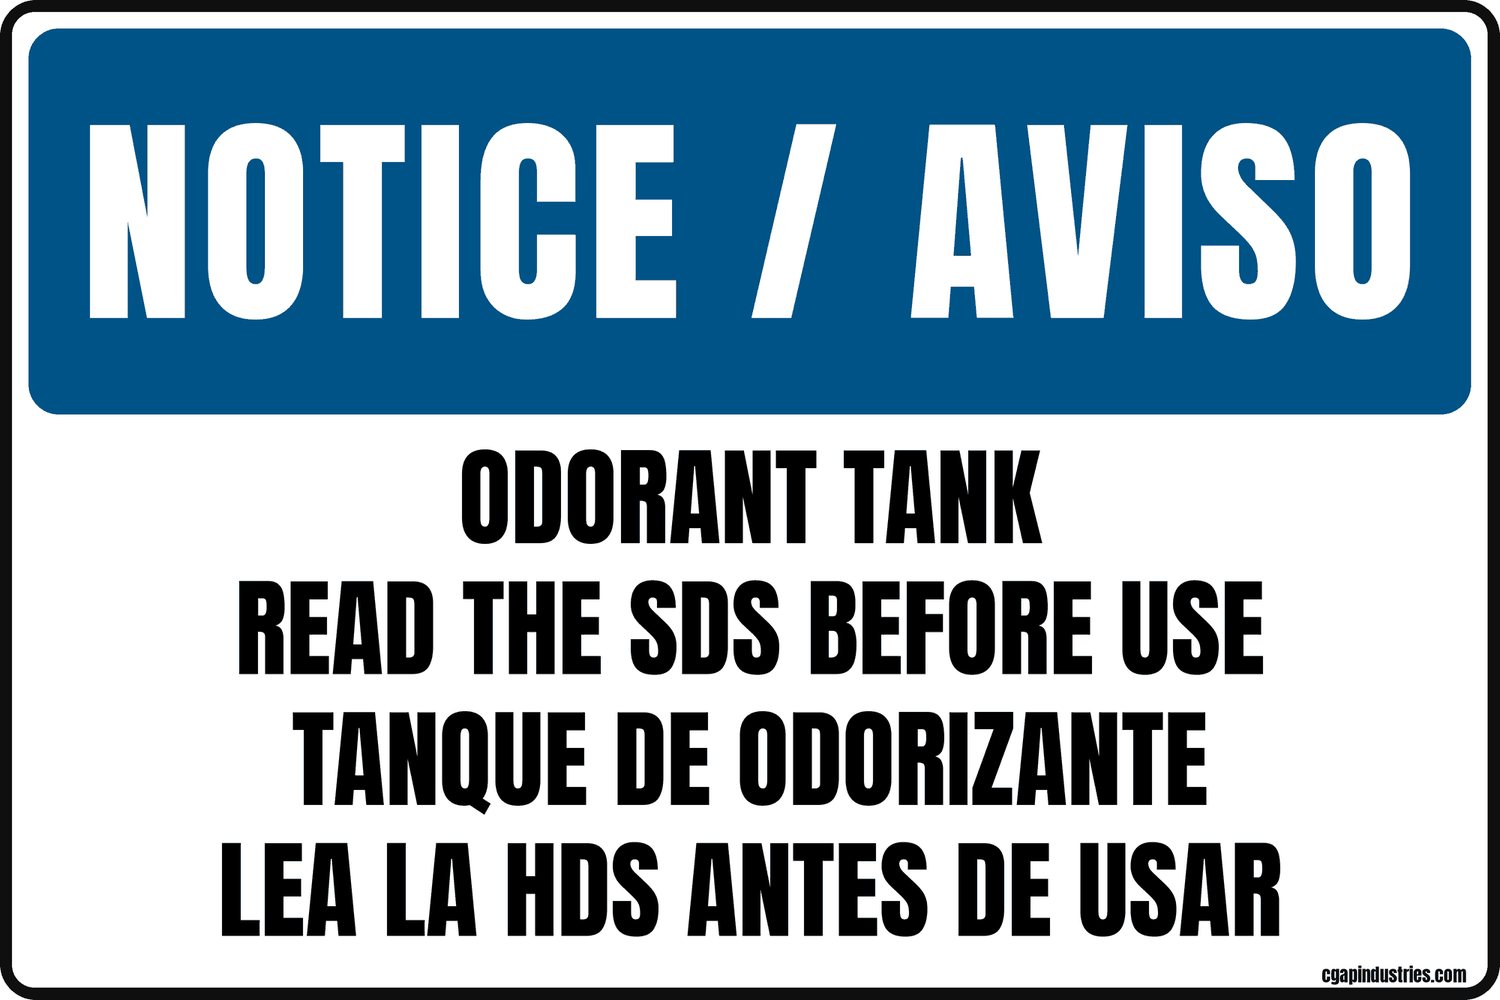 NOTICE / AVISO
ODORANT TANK
READ THE SDS BEFORE USE
TANQUE DE ODORIZANTE
LEA LA HDS ANTES DE USAR
cgapindustries.com